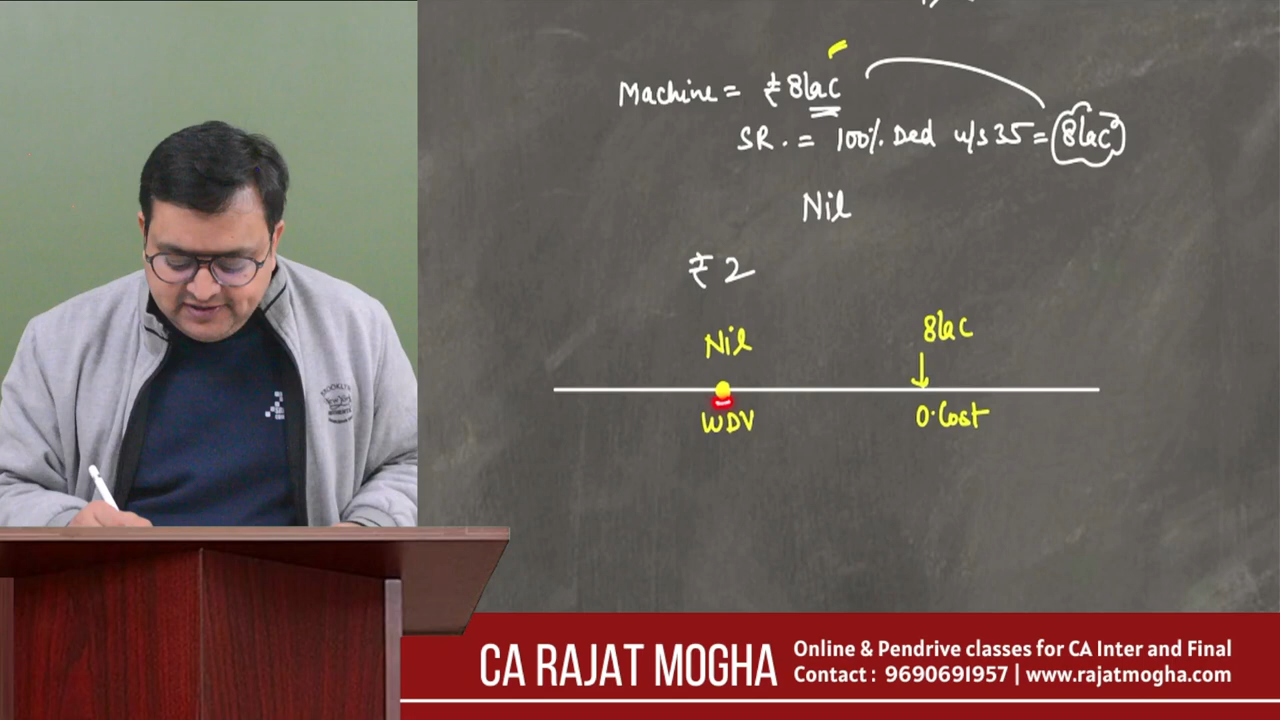 Machine = ₹ 8lac
SR. = 100% Ded u/s 35 = 8lac
Nil
₹ 2
Nil
8lac
WDV
O.Cost
CA RAJAT MOGHA
Online & Pendrive classes for CA Inter and Final
Contact : 9690691957 | www.rajatmogha.com